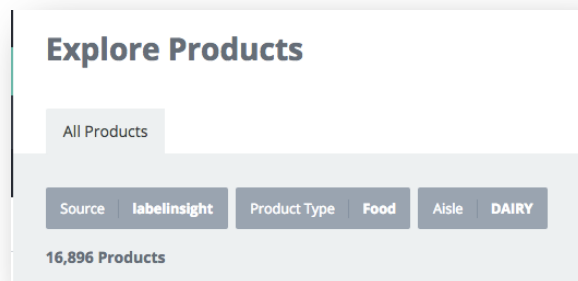 Explore Products
All Products
Source labelinsight Product Type Food Aisle DAIRY
16,896 Products